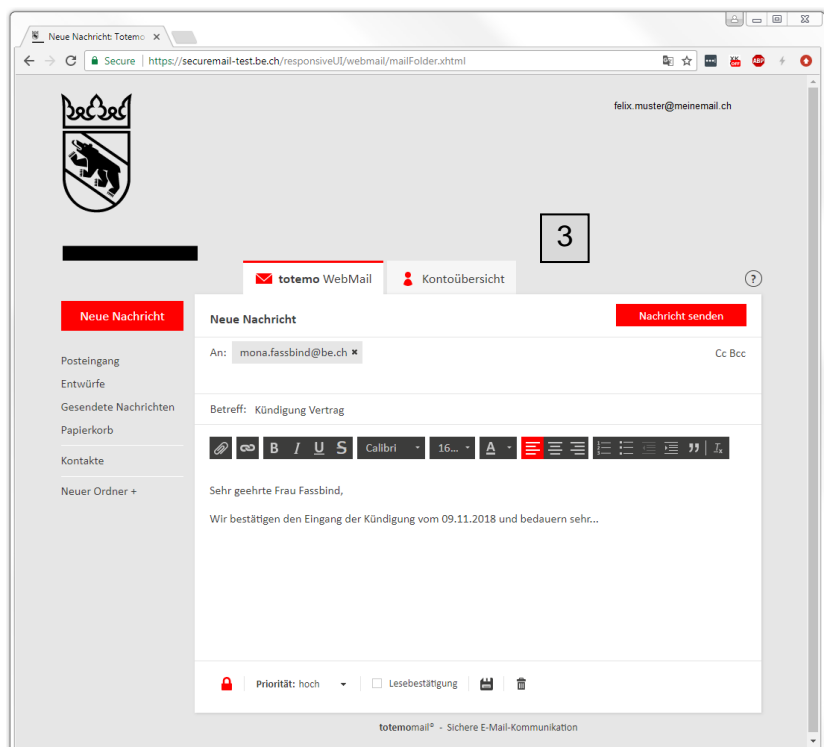 Neue Nachricht: Totemo
Secure | https://securemail-test.be.ch/responsiveUI/webmail/mailFolder.xhtml
OFF
ABP
felix.muster@meinemail.ch
3
totemo WebMail
Kontoübersicht
?
Neue Nachricht
Neue Nachricht
Nachricht senden
An: mona.fassbind@be.ch
Cc Bcc
Posteingang
Entwürfe
Gesendete Nachrichten
Papierkorb
Kontakte
Neuer Ordner +
Betreff: Kündigung Vertrag
B I U S Calibri 16... A
Sehr geehrte Frau Fassbind,
Wir bestätigen den Eingang der Kündigung vom 09.11.2018 und bedauern sehr...
Priorität: hoch
Lesebestätigung
totemomail® - Sichere E-Mail-Kommunikation